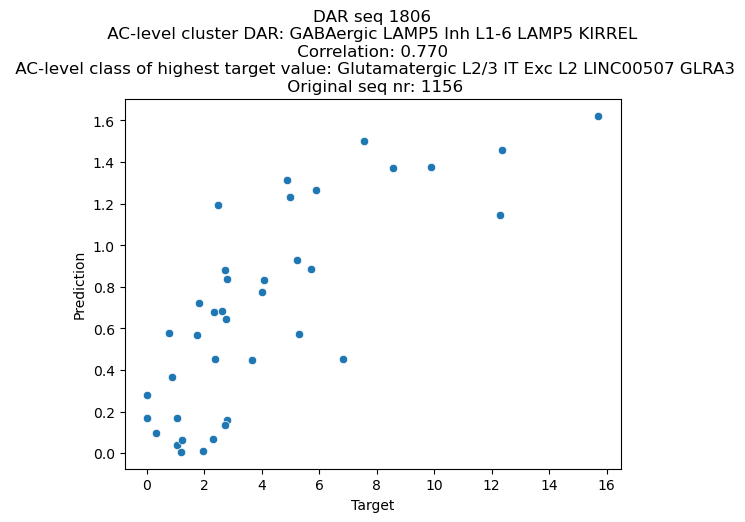 DAR seq 1806
AC-level cluster DAR: GABAergic LAMP5 Inh L1-6 LAMP5 KIRREL
Correlation: 0.770
AC-level class of highest target value: Glutamatergic L2/3 IT Exc L2 LINC00507 GLRA3
Original seq nr: 1156
1.6
1.4
1.2
1.0
0.8
0.6
0.4
0.2
0.0
Prediction
0 2 4 6 8 10 12 14 16
Target